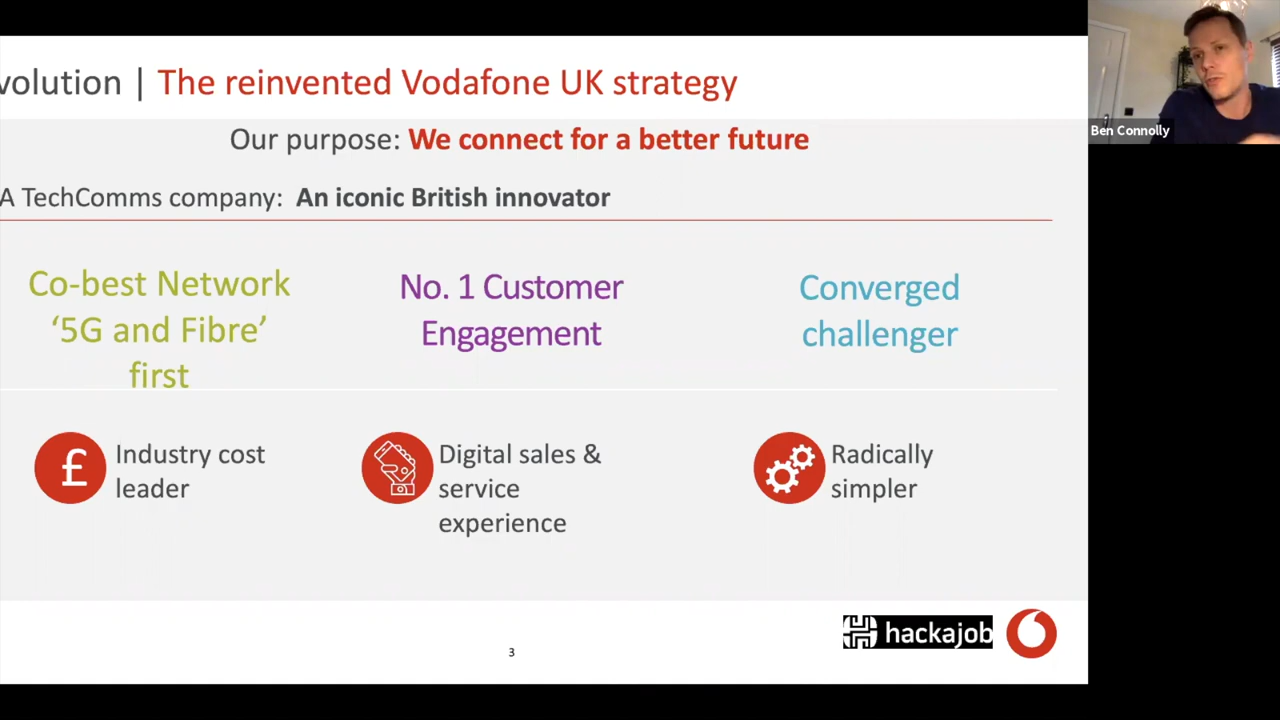 volution | The reinvented Vodafone UK strategy
Our purpose: We connect for a better future
A TechComms company: An iconic British innovator
Co-best Network
‘5G and Fibre’
first
No. 1 Customer
Engagement
Converged
challenger
£
Industry cost
leader
Digital sales &
service
experience
Radically
simpler
hackajob
3
Ben Connolly